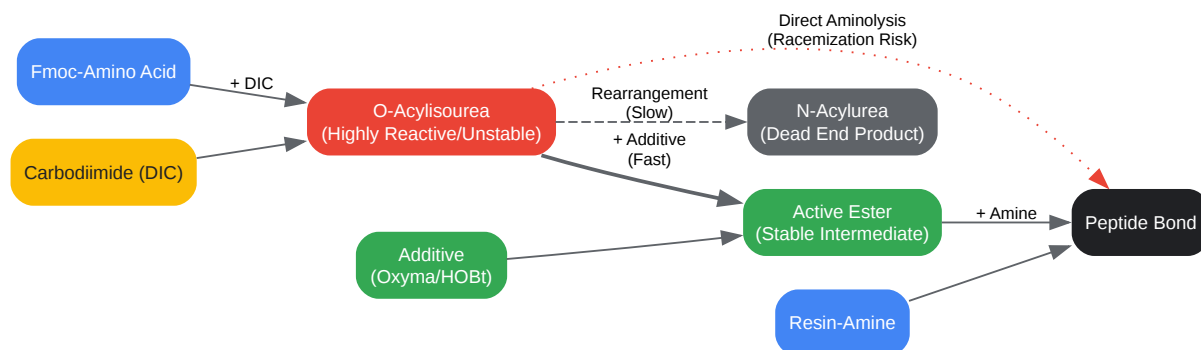 Direct Aminolysis
(Racemization Risk)
Fmoc-Amino Acid
+ DIC
O-Acylisourea
(Highly Reactive/Unstable)
Rearrangement
(Slow)
N-Acylurea
(Dead End Product)
+ Additive
(Fast)
Carbodiimide (DIC)
Active Ester
(Stable Intermediate)
+ Amine
Peptide Bond
Additive
(Oxyma/HOBt)
Resin-Amine